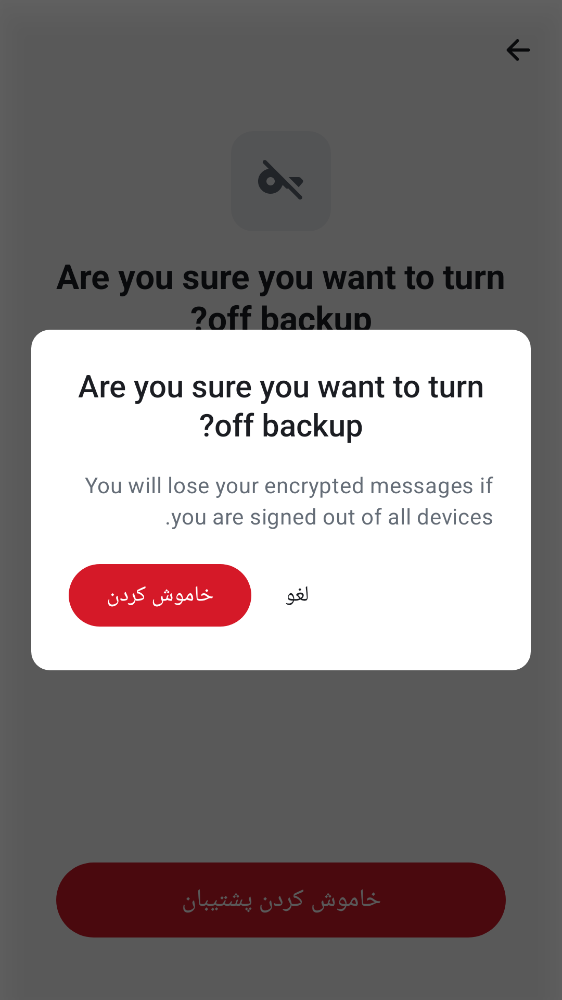 Are you sure you want to turn
?off backup
Are you sure you want to turn
?off backup
You will lose your encrypted messages if
.you are signed out of all devices
لغو
خاموش کردن
خاموش کردن پشتیبان